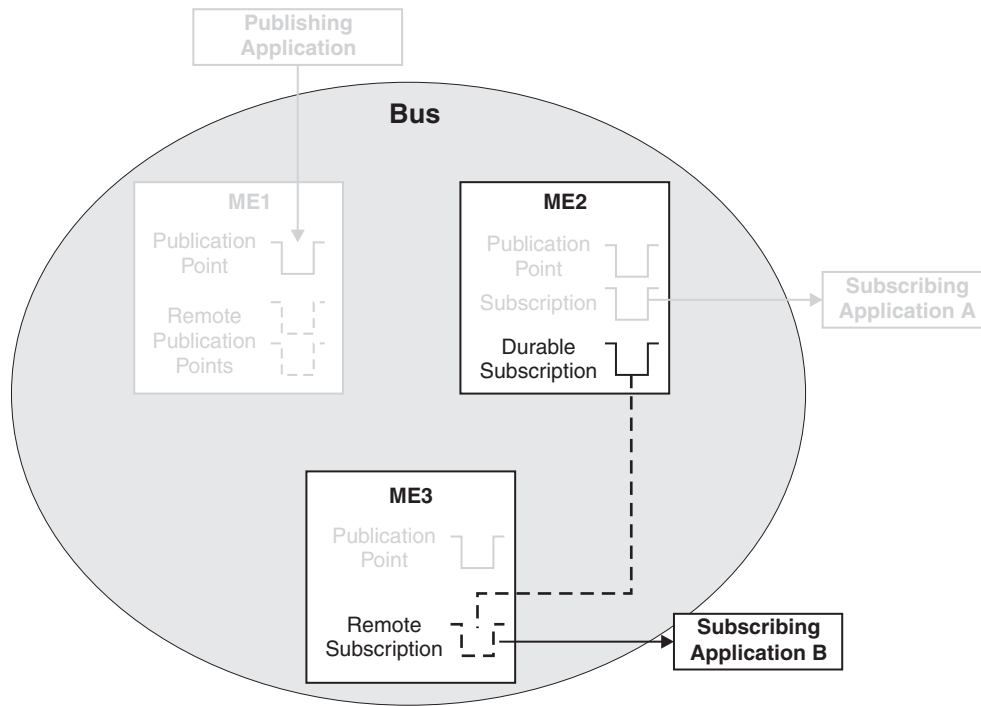 Publishing
Application
Bus
ME1
Publication
Point
Remote
Publication
Points
ME2
Publication
Point
Subscription
Durable
Subscription
Subscribing
Application A
ME3
Publication
Point
Remote
Subscription
Subscribing
Application B